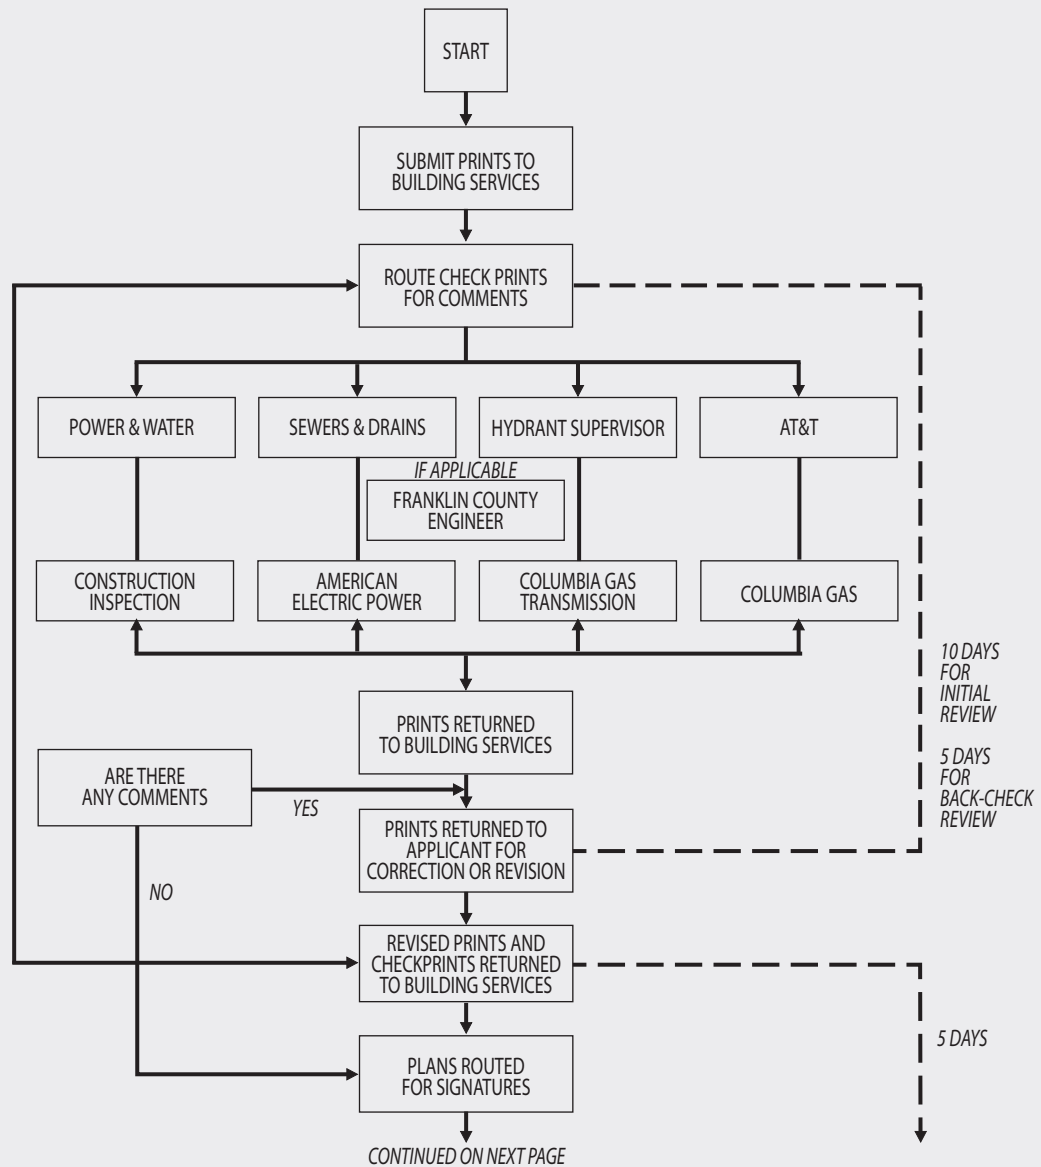 START
SUBMIT PRINTS TO
BUILDING SERVICES
ROUTE CHECK PRINTS
FOR COMMENTS
POWER & WATER
SEWERS & DRAINS
HYDRANT SUPERVISOR
AT&T
IF APPLICABLE
FRANKLIN COUNTY
ENGINEER
CONSTRUCTION
INSPECTION
AMERICAN
ELECTRIC POWER
COLUMBIA GAS
TRANSMISSION
COLUMBIA GAS
10 DAYS
FOR
INITIAL
REVIEW
5 DAYS
FOR
BACK-CHECK
REVIEW
PRINTS RETURNED
TO BUILDING SERVICES
ARE THERE
ANY COMMENTS
YES
NO
PRINTS RETURNED TO
APPLICANT FOR
CORRECTION OR REVISION
REVISED PRINTS AND
CHECKPRINTS RETURNED
TO BUILDING SERVICES
5 DAYS
PLANS ROUTED
FOR SIGNATURES
CONTINUED ON NEXT PAGE